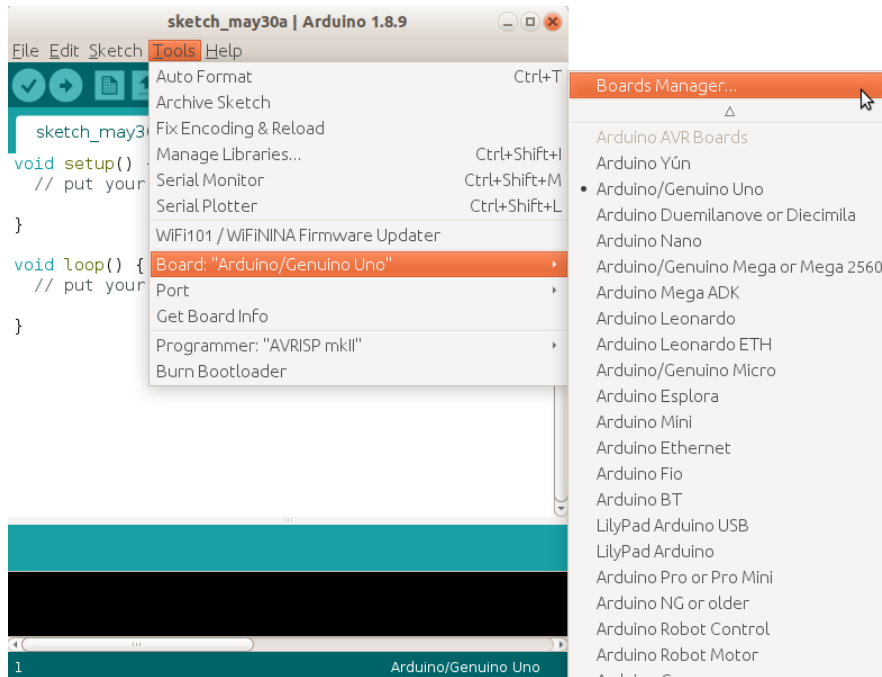 sketch_may30a | Arduino 1.8.9
File Edit Sketch Tools Help
sketch_may30
void setup()
// put your
}
void loop() {
// put your
}
Auto Format Ctrl+T
Archive Sketch
Fix Encoding & Reload
Manage Libraries... Ctrl+Shift+I
Serial Monitor Ctrl+Shift+M
Serial Plotter Ctrl+Shift+L
WiFi101 / WiFiNINA Firmware Updater
Board: "Arduino/Genuino Uno"
Port
Get Board Info
Programmer: "AVRISP mkII"
Burn Bootloader
Boards Manager...
Arduino AVR Boards
Arduino Yún
Arduino/Genuino Uno
Arduino Duemilanove or Diecimila
Arduino Nano
Arduino/Genuino Mega or Mega 2560
Arduino Mega ADK
Arduino Leonardo
Arduino Leonardo ETH
Arduino/Genuino Micro
Arduino Esplora
Arduino Mini
Arduino Ethernet
Arduino Fio
Arduino BT
LilyPad Arduino USB
LilyPad Arduino
Arduino Pro or Pro Mini
Arduino NG or older
Arduino Robot Control
Arduino Robot Motor
1 Arduino/Genuino Uno